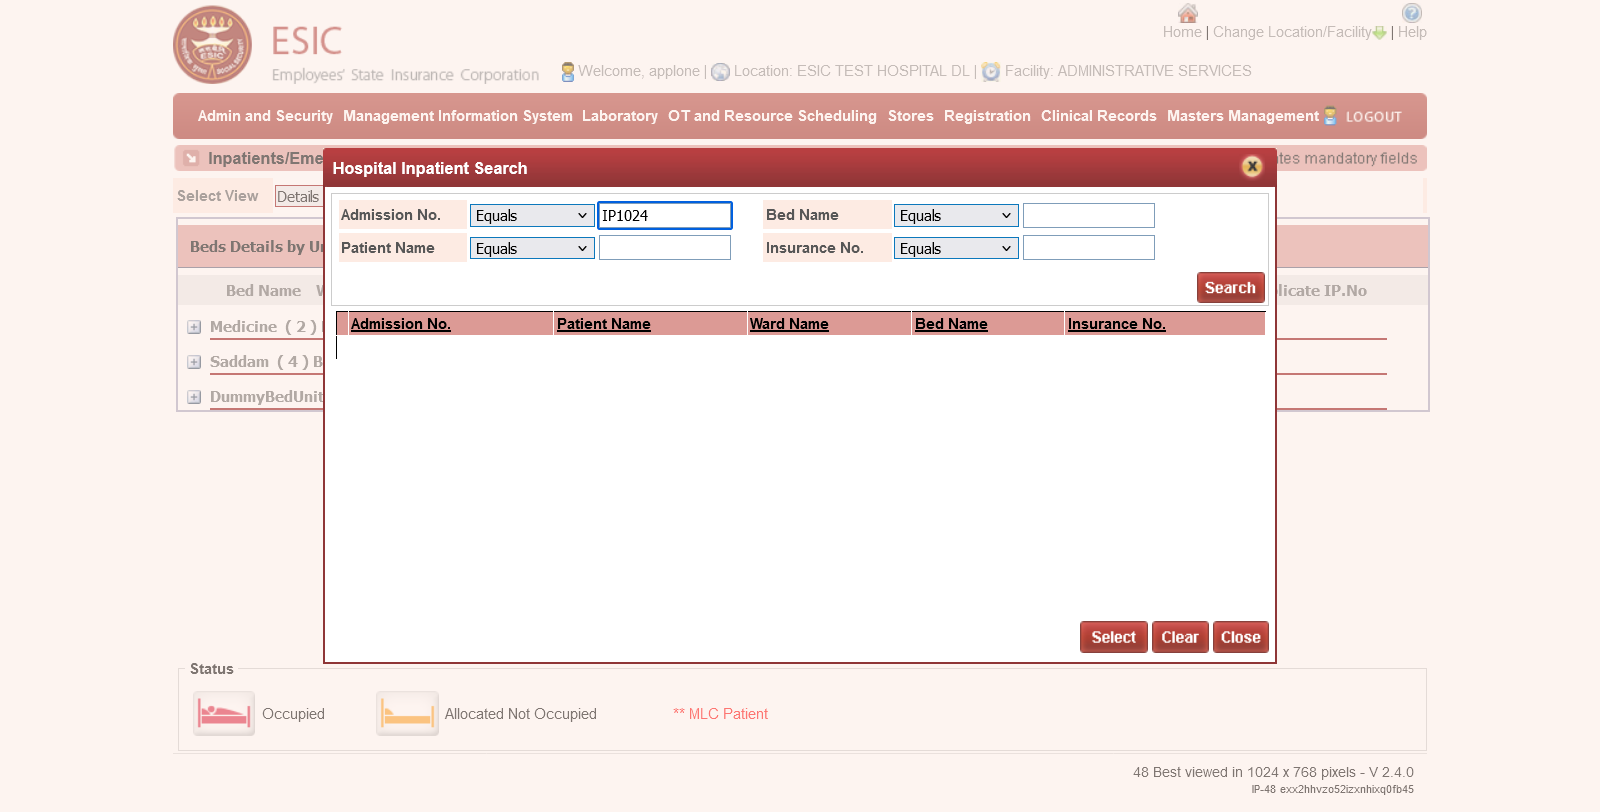 ESIC
Employees' State Insurance Corporation
Home | Change Location/Facility | Help
Welcome, applone | Location: ESIC TEST HOSPITAL DL | Facility: ADMINISTRATIVE SERVICES
Admin and Security Management Information System Laboratory OT and Resource Scheduling Stores Registration Clinical Records Masters Management LOGOUT
Inpatients/Eme mandatory fields
Select View Details
Hospital Inpatient Search X
Admission No. Equals IP1024 Bed Name Equals
Patient Name Equals Insurance No. Equals
Search
Admission No. Patient Name Ward Name Bed Name Insurance No.
Beds Details by
Bed Name IP.No
Medicine ( 2 )
Saddam ( 4 ) B
DummyBedUnit
Select Clear Close
Status
Occupied Allocated Not Occupied ** MLC Patient
48 Best viewed in 1024 x 768 pixels - V 2.4.0
IP-48 exx2hhvzo52izxnhixq0fb45